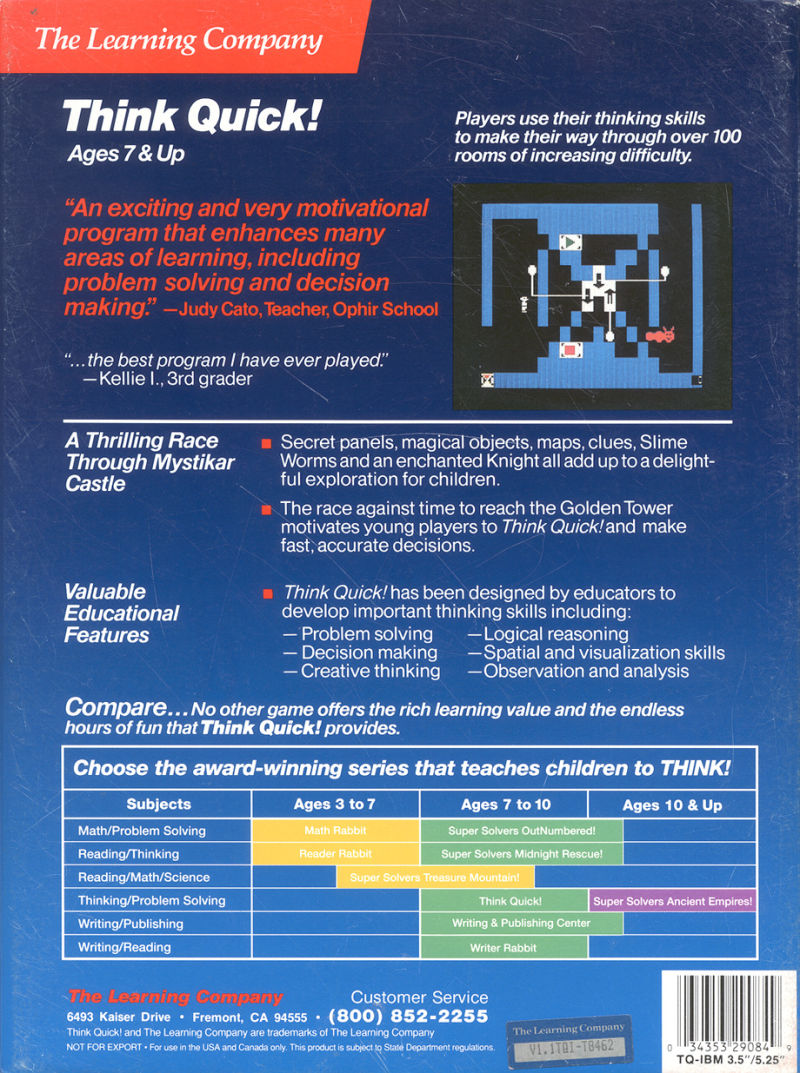 The Learning Company
Think Quick!
Ages 7 & Up
Players use their thinking skills
to make their way through over 100
rooms of increasing difficulty.
“An exciting and very motivational
program that enhances many
areas of learning, including
problem solving and decision
making.” —Judy Cato, Teacher, Ophir School
“...the best program I have ever played.”
—Kellie I., 3rd grader
A Thrilling Race
Through Mystikar
Castle
■ Secret panels, magical objects, maps, clues, Slime
Worms and an enchanted Knight all add up to a delight-
ful exploration for children.
■ The race against time to reach the Golden Tower
motivates young players to Think Quick! and make
fast, accurate decisions.
Valuable
Educational
Features
■ Think Quick! has been designed by educators to
develop important thinking skills including:
—Problem solving —Logical reasoning
—Decision making —Spatial and visualization skills
—Creative thinking —Observation and analysis
Compare...No other game offers the rich learning value and the endless
hours of fun that Think Quick! provides.
Choose the award-winning series that teaches children to THINK!
Subjects Ages 3 to 7 Ages 7 to 10 Ages 10 & Up
Math/Problem Solving Math Rabbit Super Solvers OutNumbered!
Reading/Thinking Reader Rabbit Super Solvers Midnight Rescue!
Reading/Math/Science Super Solvers Treasure Mountain!
Thinking/Problem Solving Think Quick! Super Solvers Ancient Empires!
Writing/Publishing Writing & Publishing Center
Writing/Reading Writer Rabbit
The Learning Company Customer Service
6493 Kaiser Drive • Fremont, CA 94555 • (800) 852-2255
Think Quick! and The Learning Company are trademarks of The Learning Company
NOT FOR EXPORT • For use in the USA and Canada only. This product is subject to State Department regulations.
The Learning Company
V1.1TQI-T8462
0 34353 29084 9
TQ-IBM 3.5"/5.25"